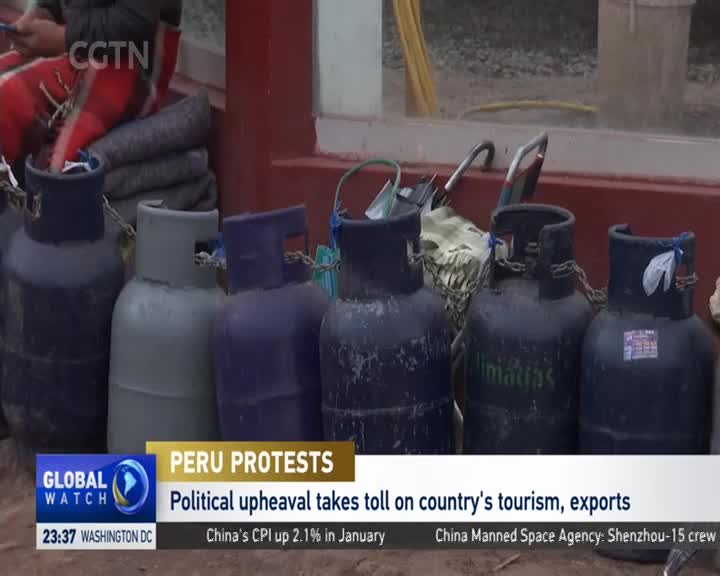 CGTN
limagas
PERU PROTESTS
GLOBAL
WATCH
Political upheaval takes toll on country's tourism, exports
23:37 WASHINGTON DC
China's CPI up 2.1% in January
China Manned Space Agency: Shenzhou-15 crew